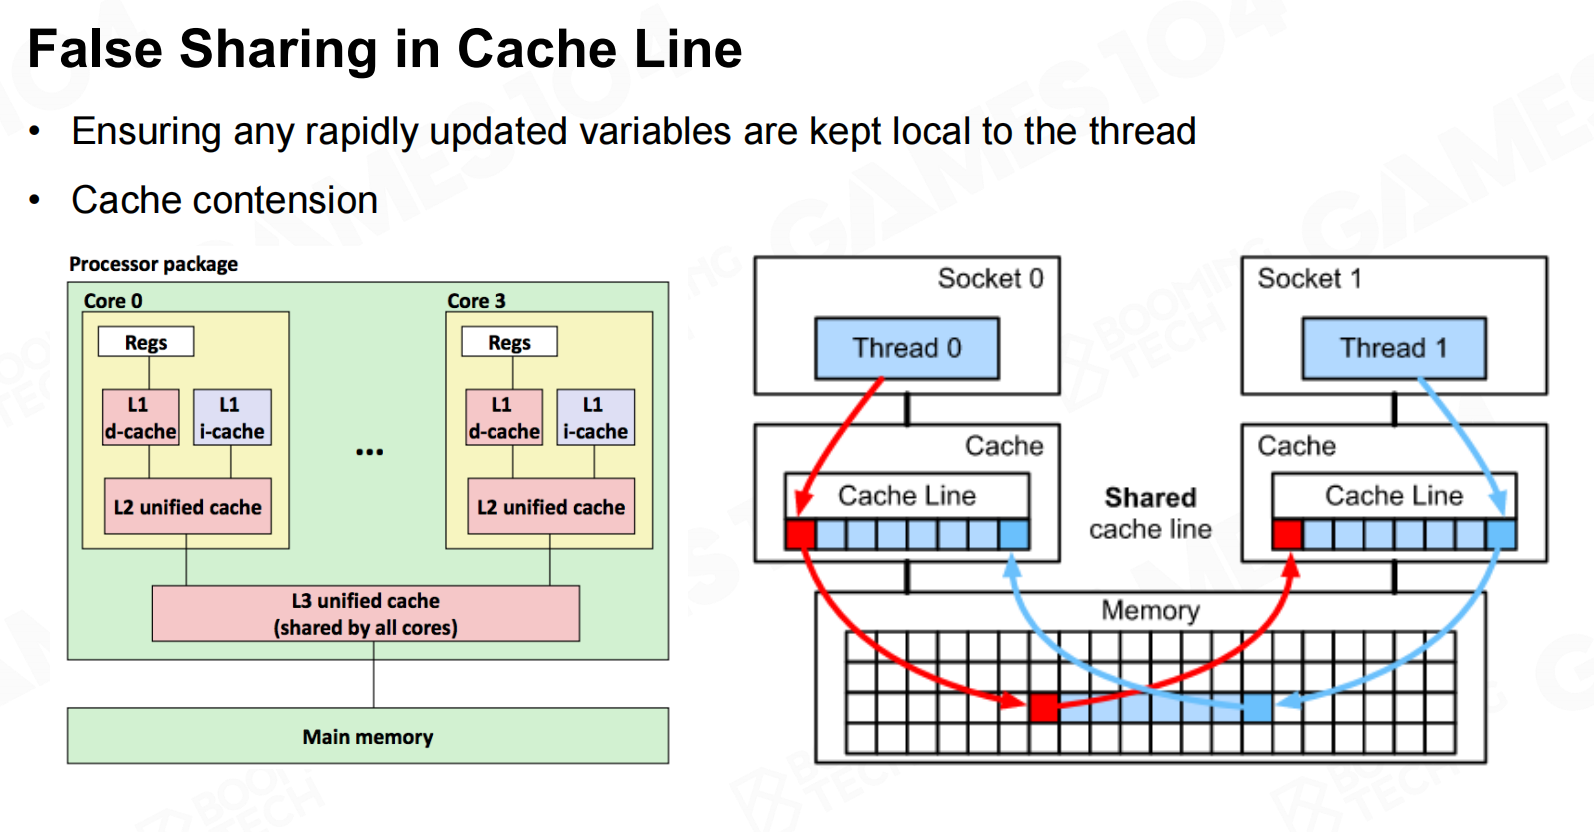 False Sharing in Cache Line
• Ensuring any rapidly updated variables are kept local to the thread
• Cache contension
Processor package
Core 0
Regs
L1
d-cache
L1
i-cache
L2 unified cache
...
Core 3
Regs
L1
d-cache
L1
i-cache
L2 unified cache
L3 unified cache
(shared by all cores)
Main memory
Socket 0
Thread 0
Cache
Cache Line
Shared
cache line
Socket 1
Thread 1
Cache
Cache Line
Memory
GAMES104
BOOMING
TECH